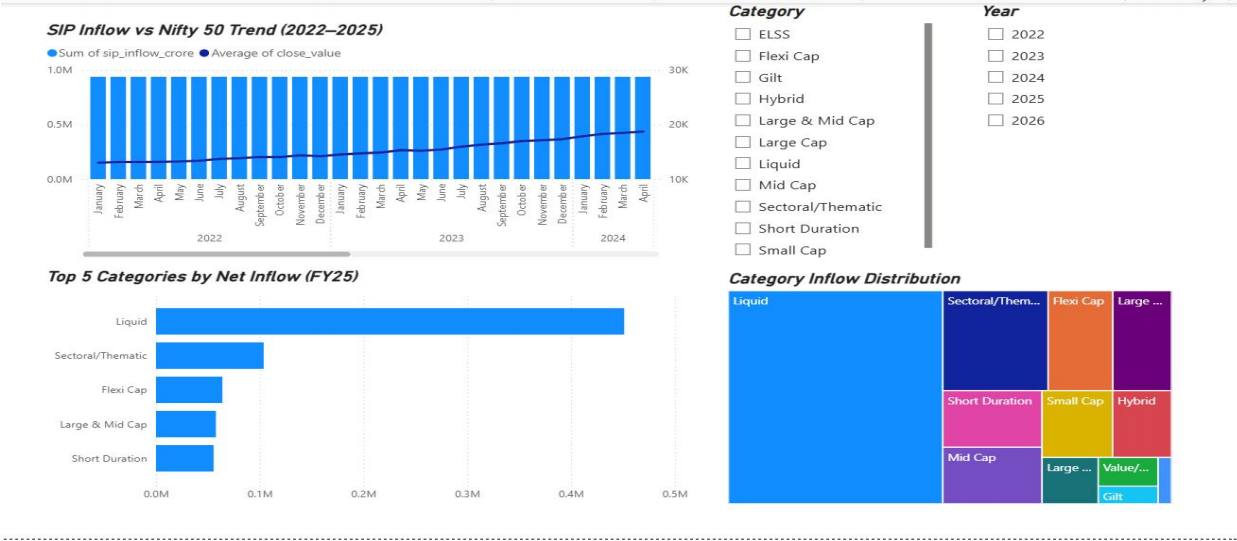 SIP Inflow vs Nifty 50 Trend (2022–2025)
Sum of sip_inflow_crore Average of close_value
1.0M
0.5M
0.0M
30K
20K
10K
January
February
March
April
May
June
July
August
September
October
November
December
January
February
March
April
May
June
July
August
September
October
November
December
January
February
March
April
2022
2023
2024
Category
ELSS
Flexi Cap
Gilt
Hybrid
Large & Mid Cap
Large Cap
Liquid
Mid Cap
Sectoral/Thematic
Short Duration
Small Cap
Year
2022
2023
2024
2025
2026
Top 5 Categories by Net Inflow (FY25)
Liquid
Sectoral/Thematic
Flexi Cap
Large & Mid Cap
Short Duration
0.0M 0.1M 0.2M 0.3M 0.4M 0.5M
Category Inflow Distribution
Liquid
Sectoral/Them...
Flexi Cap
Large ...
Short Duration
Small Cap
Hybrid
Mid Cap
Large ...
Value/...
Gilt